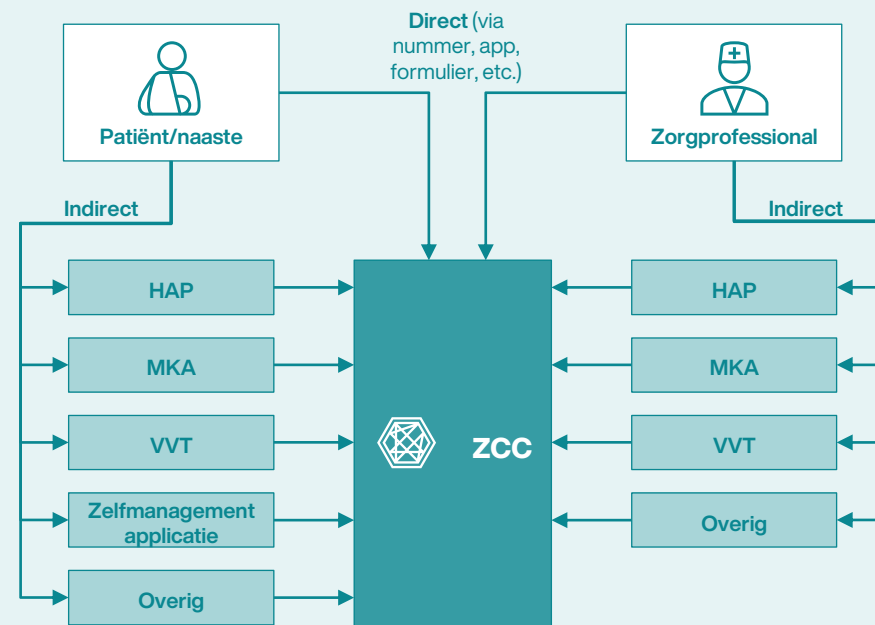 Direct (via
nummer, app,
formulier, etc.)
Patiënt/naaste
Zorgprofessional
Indirect
Indirect
HAP
HAP
MKA
MKA
VVT
ZCC
VVT
Zelfmanagement
applicatie
Overig
Overig